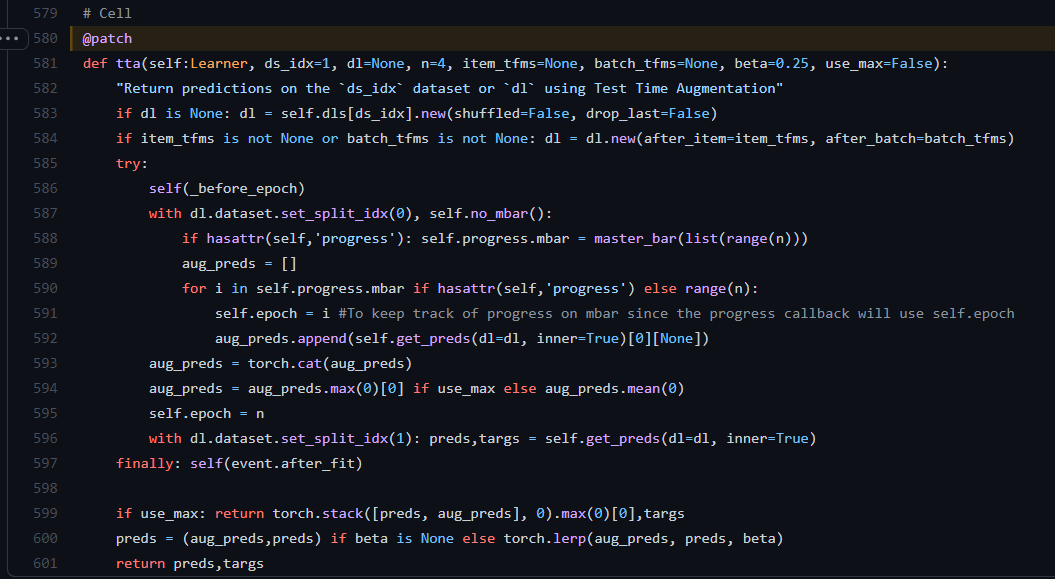 579 # Cell
580 @patch
581 def tta(self:Learner, ds_idx=1, dl=None, n=4, item_tfms=None, batch_tfms=None, beta=0.25, use_max=False):
582     "Return predictions on the `ds_idx` dataset or `dl` using Test Time Augmentation"
583     if dl is None: dl = self.dls[ds_idx].new(shuffled=False, drop_last=False)
584     if item_tfms is not None or batch_tfms is not None: dl = dl.new(after_item=item_tfms, after_batch=batch_tfms)
585     try:
586         self(_before_epoch)
587         with dl.dataset.set_split_idx(0), self.no_mbar():
588             if hasattr(self,'progress'): self.progress.mbar = master_bar(list(range(n)))
589             aug_preds = []
590             for i in self.progress.mbar if hasattr(self,'progress') else range(n):
591                 self.epoch = i #To keep track of progress on mbar since the progress callback will use self.epoch
592                 aug_preds.append(self.get_preds(dl=dl, inner=True)[0][None])
593         aug_preds = torch.cat(aug_preds)
594         aug_preds = aug_preds.max(0)[0] if use_max else aug_preds.mean(0)
595         self.epoch = n
596         with dl.dataset.set_split_idx(1): preds,targs = self.get_preds(dl=dl, inner=True)
597     finally: self(event.after_fit)
598
599     if use_max: return torch.stack([preds, aug_preds], 0).max(0)[0],targs
600     preds = (aug_preds,preds) if beta is None else torch.lerp(aug_preds, preds, beta)
601     return preds,targs